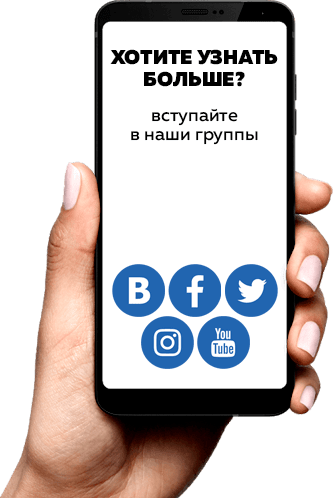 ХОТИТЕ УЗНАТЬ
БОЛЬШЕ?
вступайте
в наши группы
You
Tube